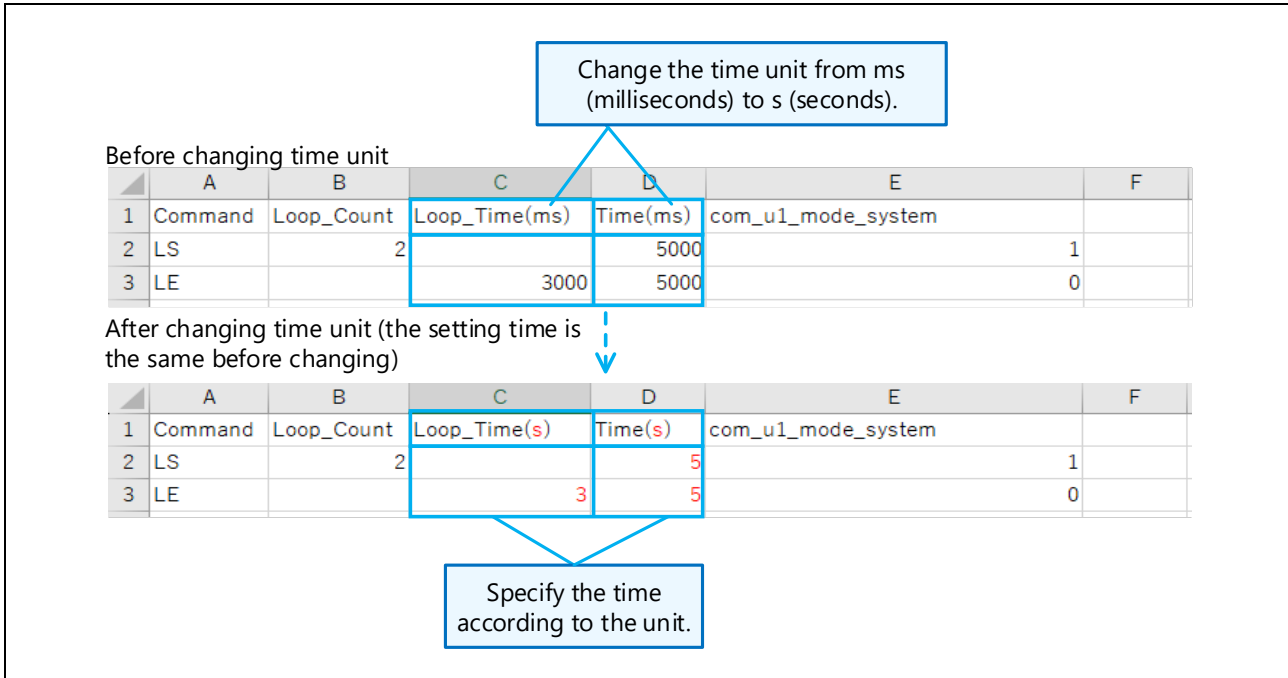 Change the time unit from ms
(milliseconds) to s (seconds).
Before changing time unit
A B C D E F
1 Command Loop_Count Loop_Time(ms) Time(ms) com_u1_mode_system
2 LS 2 5000 1
3 LE 3000 5000 0
After changing time unit (the setting time is
the same before changing)
A B C D E F
1 Command Loop_Count Loop_Time(s) Time(s) com_u1_mode_system
2 LS 2 5 1
3 LE 3 5 0
Specify the time
according to the unit.